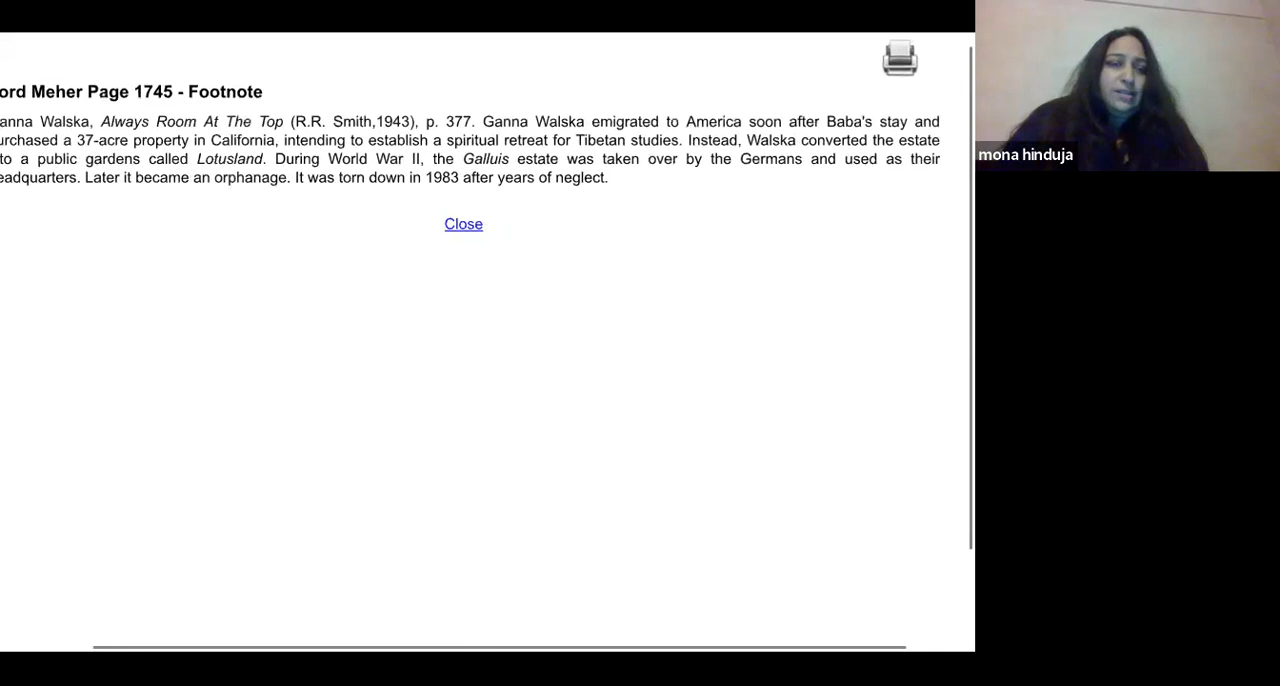 ord Meher Page 1745 - Footnote
anna Walska, Always Room At The Top (R.R. Smith,1943), p. 377. Ganna Walska emigrated to America soon after Baba's stay and
urchased a 37-acre property in California, intending to establish a spiritual retreat for Tibetan studies. Instead, Walska converted the estate
to a public gardens called Lotusland. During World War II, the Galluis estate was taken over by the Germans and used as their
eadquarters. Later it became an orphanage. It was torn down in 1983 after years of neglect.
Close
mona hinduja